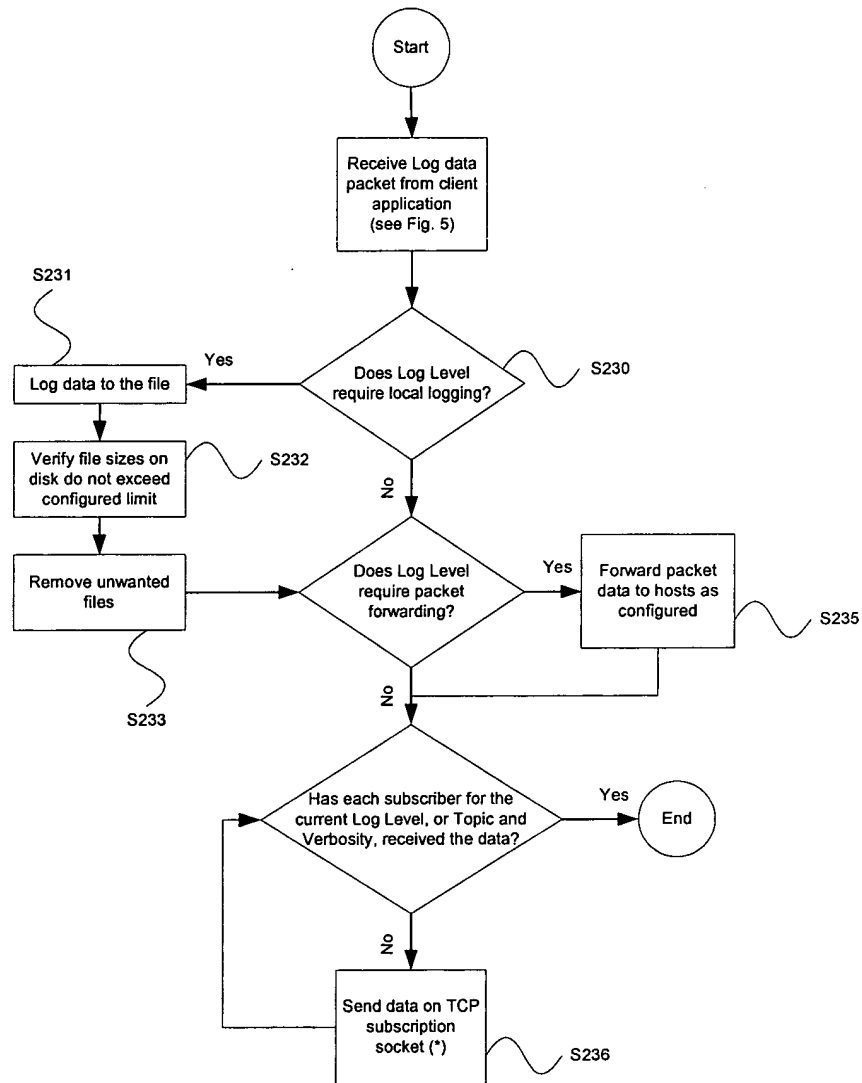 Start
Receive Log data
packet from client
application
(see Fig. 5)
S231
Yes
Log data to the file
Does Log Level
require local logging?
S230
Verify file sizes on
disk do not exceed
configured limit
S232
No
Remove unwanted
files
Does Log Level
require packet
forwarding?
Yes
Forward packet
data to hosts as
configured
S235
S233
No
Has each subscriber for the
current Log Level, or Topic and
Verbosity, received the data?
Yes
End
No
Send data on TCP
subscription
socket (*)
S236